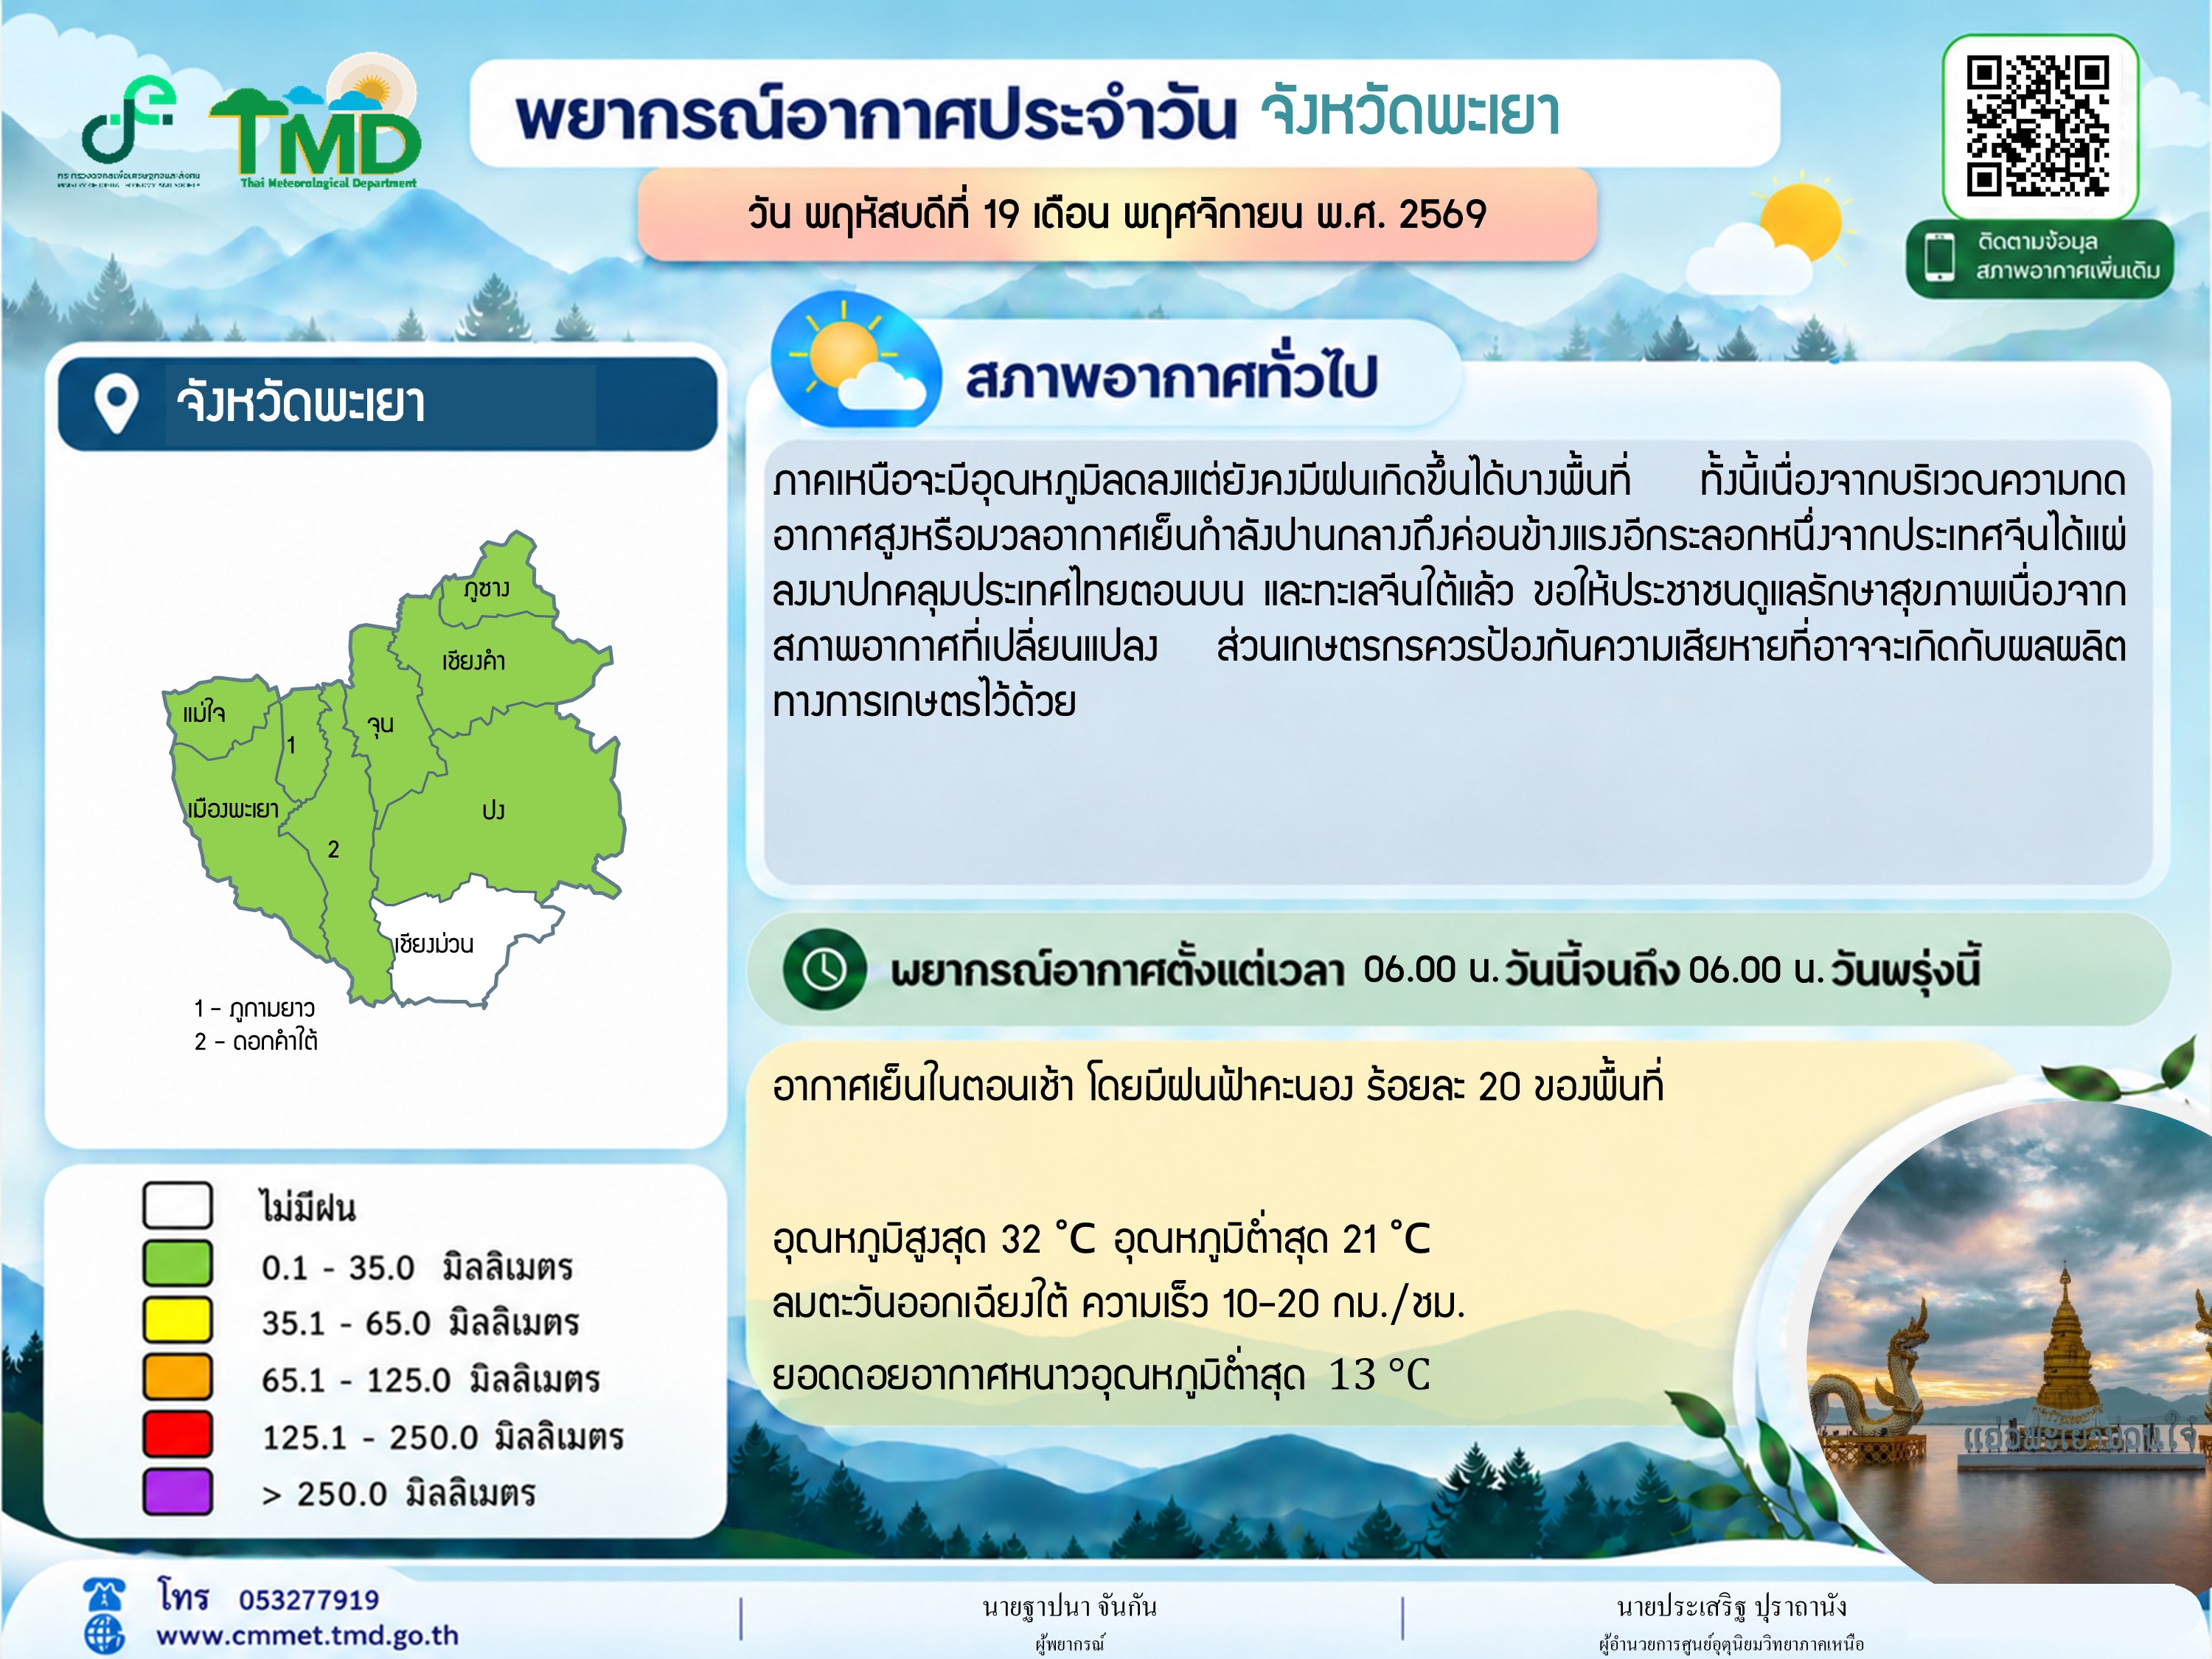 TMD
Thai Meteorological Department
พยากรณ์อากาศประจำวัน จังหวัดพะเยา
วัน พฤหัสบดีที่ 19 เดือน พฤศจิกายน พ.ศ. 2569
สภาพอากาศเพิ่มเติม
จังหวัดพะเยา
ภูซาง
เชียงคำ
แม่ใจ
จุน
1
เมืองพะเยา
ปง
2
เชียงม่วน
1 - ภูกามยาว
2 - ดอกคำใต้
ไม่มีฝน
0.1 - 35.0 มิลลิเมตร
35.1 - 65.0 มิลลิเมตร
65.1 - 125.0 มิลลิเมตร
125.1 - 250.0 มิลลิเมตร
> 250.0 มิลลิเมตร
สภาพอากาศทั่วไป
ภาคเหนือจะมีอุณหภูมิลดลงแต่ยังคงมีฝนเกิดขึ้นได้บางพื้นที่ ทั้งนี้เนื่องจากบริเวณความกด
อากาศสูงหรือมวลอากาศเย็นกำลังปานกลางถึงค่อนข้างแรงอีกระลอกหนึ่งจากประเทศจีนได้แผ่
ลงมาปกคลุมประเทศไทยตอนบน และทะเลจีนใต้แล้ว ขอให้ประชาชนดูแลรักษาสุขภาพเนื่องจาก
สภาพอากาศที่เปลี่ยนแปลง ส่วนเกษตรกรควรป้องกันความเสียหายที่อาจจะเกิดกับผลผลิต
ทางการเกษตรไว้ด้วย
พยากรณ์อากาศตั้งแต่เวลา 06.00 น. วันนี้จนถึง 06.00 น. วันพรุ่งนี้
อากาศเย็นในตอนเช้า โดยมีฝนฟ้าคะนอง ร้อยละ 20 ของพื้นที่
อุณหภูมิสูงสุด 32 °C อุณหภูมิต่ำสุด 21 °C
ลมตะวันออกเฉียงใต้ ความเร็ว 10-20 กม./ชม.
ยอดดอยอากาศหนาวอุณหภูมิต่ำสุด 13 °C
โทร 053277919
www.cmmet.tmd.go.th
นายฐาปนา จันกัน
ผู้พยากรณ์
นายประเสริฐ ปุราถานัง
ผู้อำนวยการศูนย์อุตุนิยมวิทยาภาคเหนือ